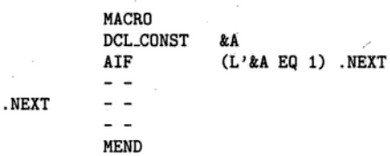 MACRO
DCL_CONST &A
AIF (L'&A EQ 1) .NEXT
- -
.NEXT - -
- -
MEND